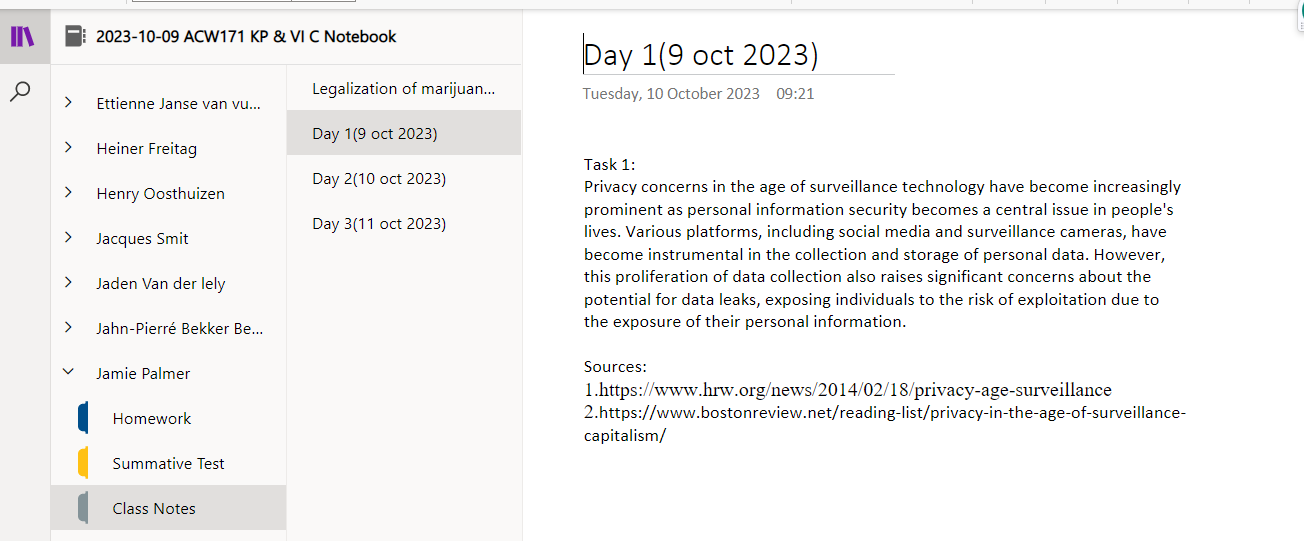 2023-10-09 ACW171 KP & VI C Notebook
Ettienne Janse van vu...
Heiner Freitag
Henry Oosthuizen
Jacques Smit
Jaden Van der lely
Jahn-Pierré Bekker Be...
Jamie Palmer
Homework
Summative Test
Class Notes
Legalization of marijuan...
Day 1(9 oct 2023)
Day 2(10 oct 2023)
Day 3(11 oct 2023)
Day 1(9 oct 2023)
Tuesday, 10 October 2023 09:21
Task 1:
Privacy concerns in the age of surveillance technology have become increasingly
prominent as personal information security becomes a central issue in people's
lives. Various platforms, including social media and surveillance cameras, have
become instrumental in the collection and storage of personal data. However,
this proliferation of data collection also raises significant concerns about the
potential for data leaks, exposing individuals to the risk of exploitation due to
the exposure of their personal information.
Sources:
1.https://www.hrw.org/news/2014/02/18/privacy-age-surveillance
2.https://www.bostonreview.net/reading-list/privacy-in-the-age-of-surveillance-
capitalism/